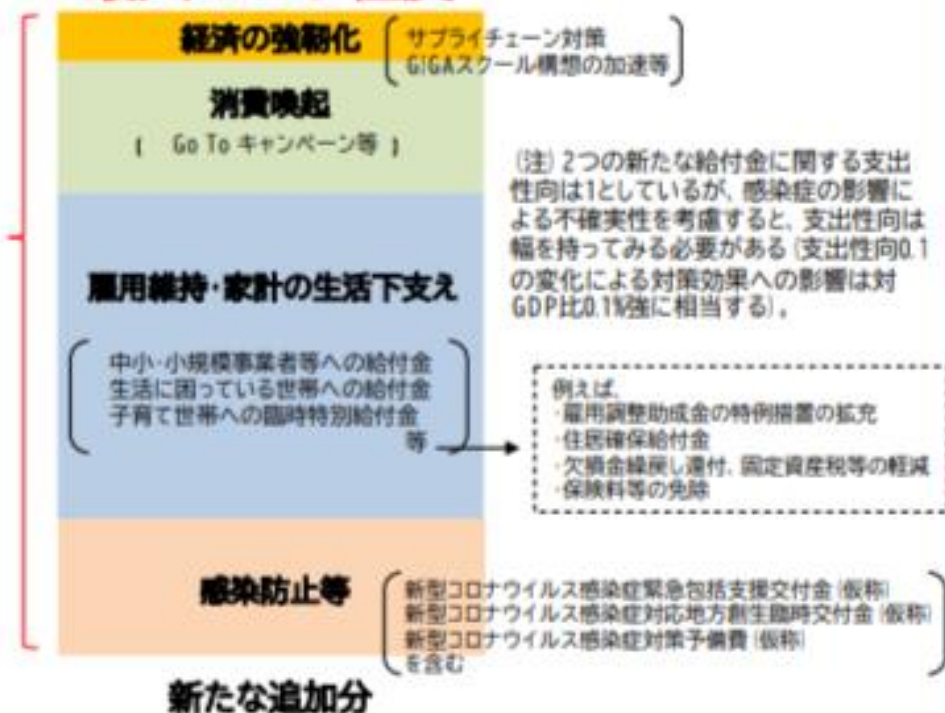 経済の強靭化
サプライチェーン対策
GIGAスクール構想の加速等
消費喚起
( Go To キャンペーン等 )
(注) 2つの新たな給付金に関する支出
性向は1としているが、感染症の影響に
よる不確実性を考慮すると、支出性向は
幅を持ってみる必要がある (支出性向0.1
の変化による対策効果への影響は対
GDP比0.1%強に相当する)。
雇用維持・家計の生活下支え
中小・小規模事業者等への給付金
生活に困っている世帯への給付金
子育て世帯への臨時特別給付金
等
例えば、
・雇用調整助成金の特例措置の拡充
・住居確保給付金
・欠損金繰戻し還付、固定資産税等の軽減
・保険料等の免除
感染防止等
新型コロナウイルス感染症緊急包括支援交付金 (仮称)
新型コロナウイルス感染症対応地方創生臨時交付金 (仮称)
新型コロナウイルス感染症対策予備費 (仮称)
を含む
新たな追加分